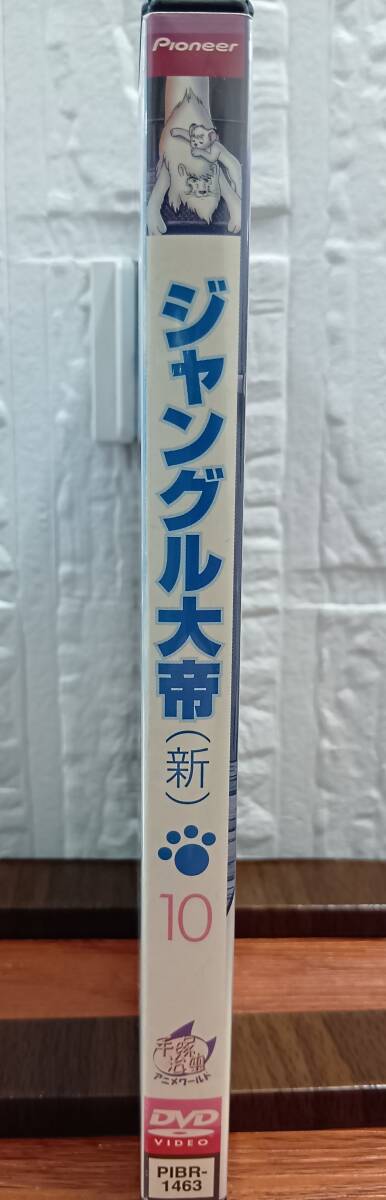 Pioneer
ジャングル大帝(新)
10
手塚治虫
アニメワールド
DVD
VIDEO
PIBR-
1463